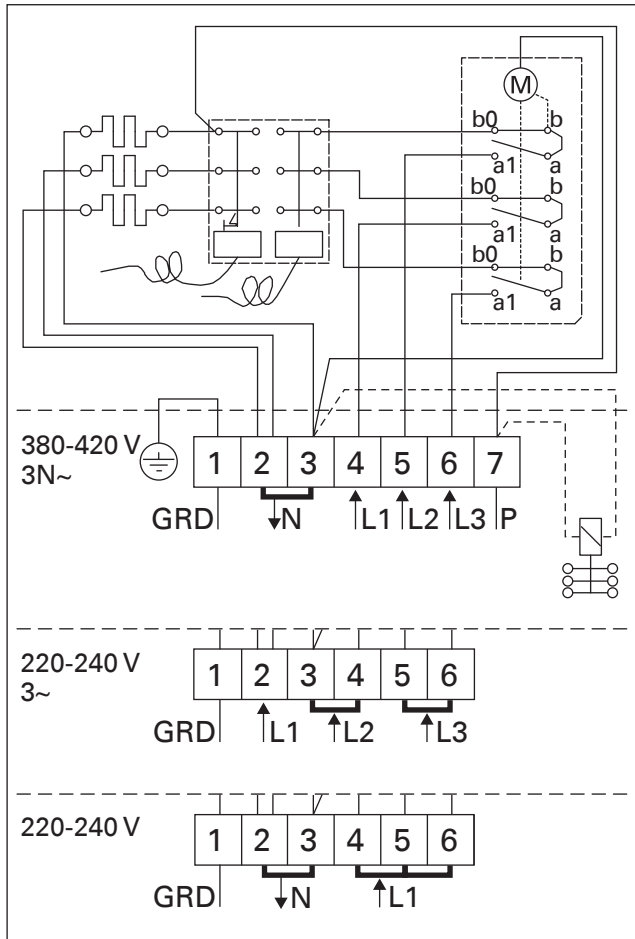 M
b0 b
a1 a
b0 b
a1 a
b0 b
a1 a
380-420 V
3N~
1 2 3 4 5 6 7
GRD N L1 L2 L3 P
220-240 V
3~
1 2 3 4 5 6
GRD L1 L2 L3
220-240 V
1 2 3 4 5 6
GRD N L1